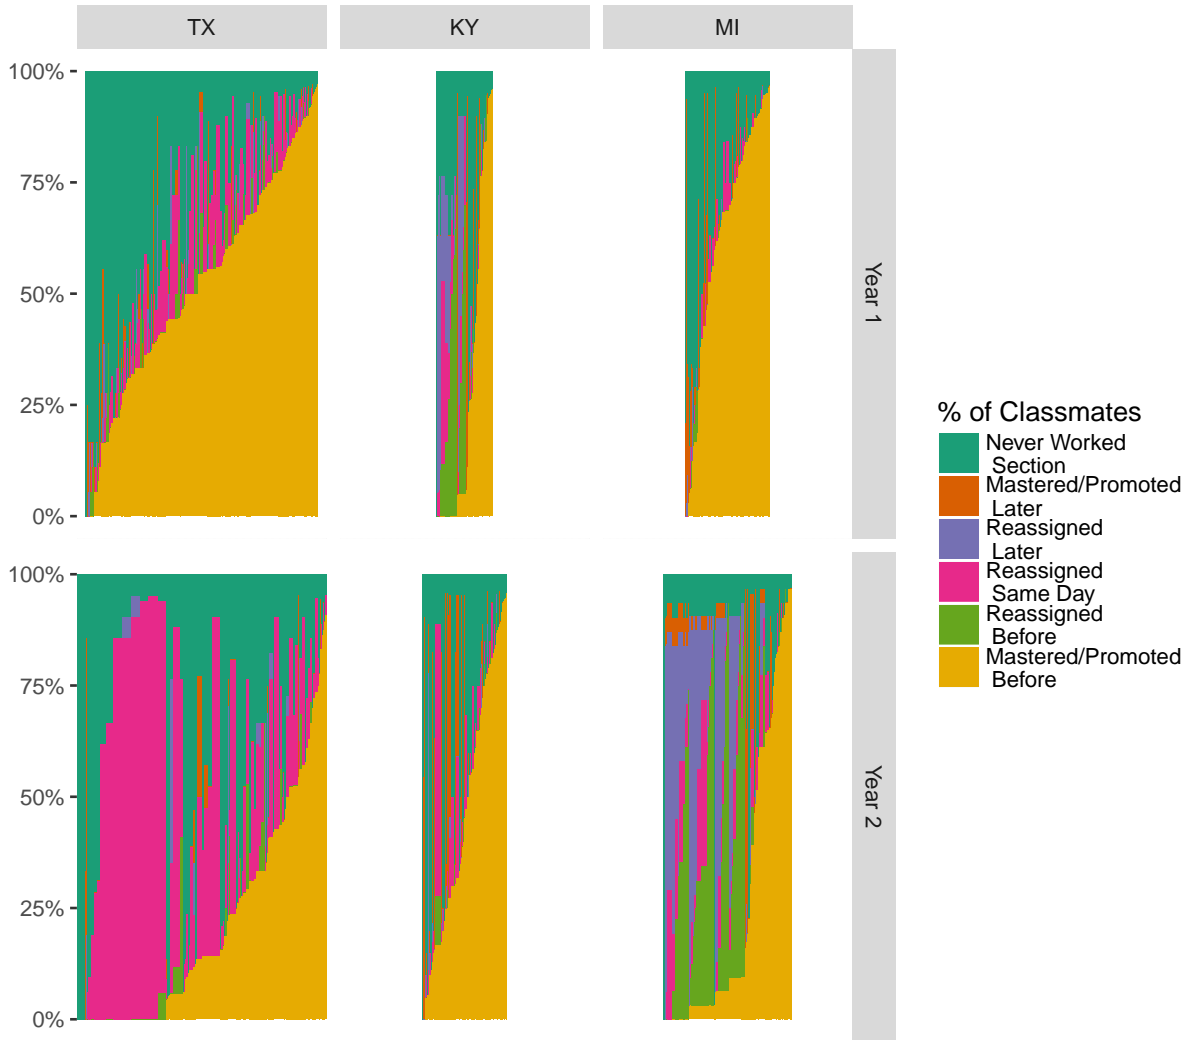 TX
KY
MI
100%
75%
50%
25%
0%
Year 1
100%
75%
50%
25%
0%
Year 2
% of Classmates
Never Worked
Section
Mastered/Promoted
Later
Reassigned
Later
Reassigned
Same Day
Reassigned
Before
Mastered/Promoted
Before